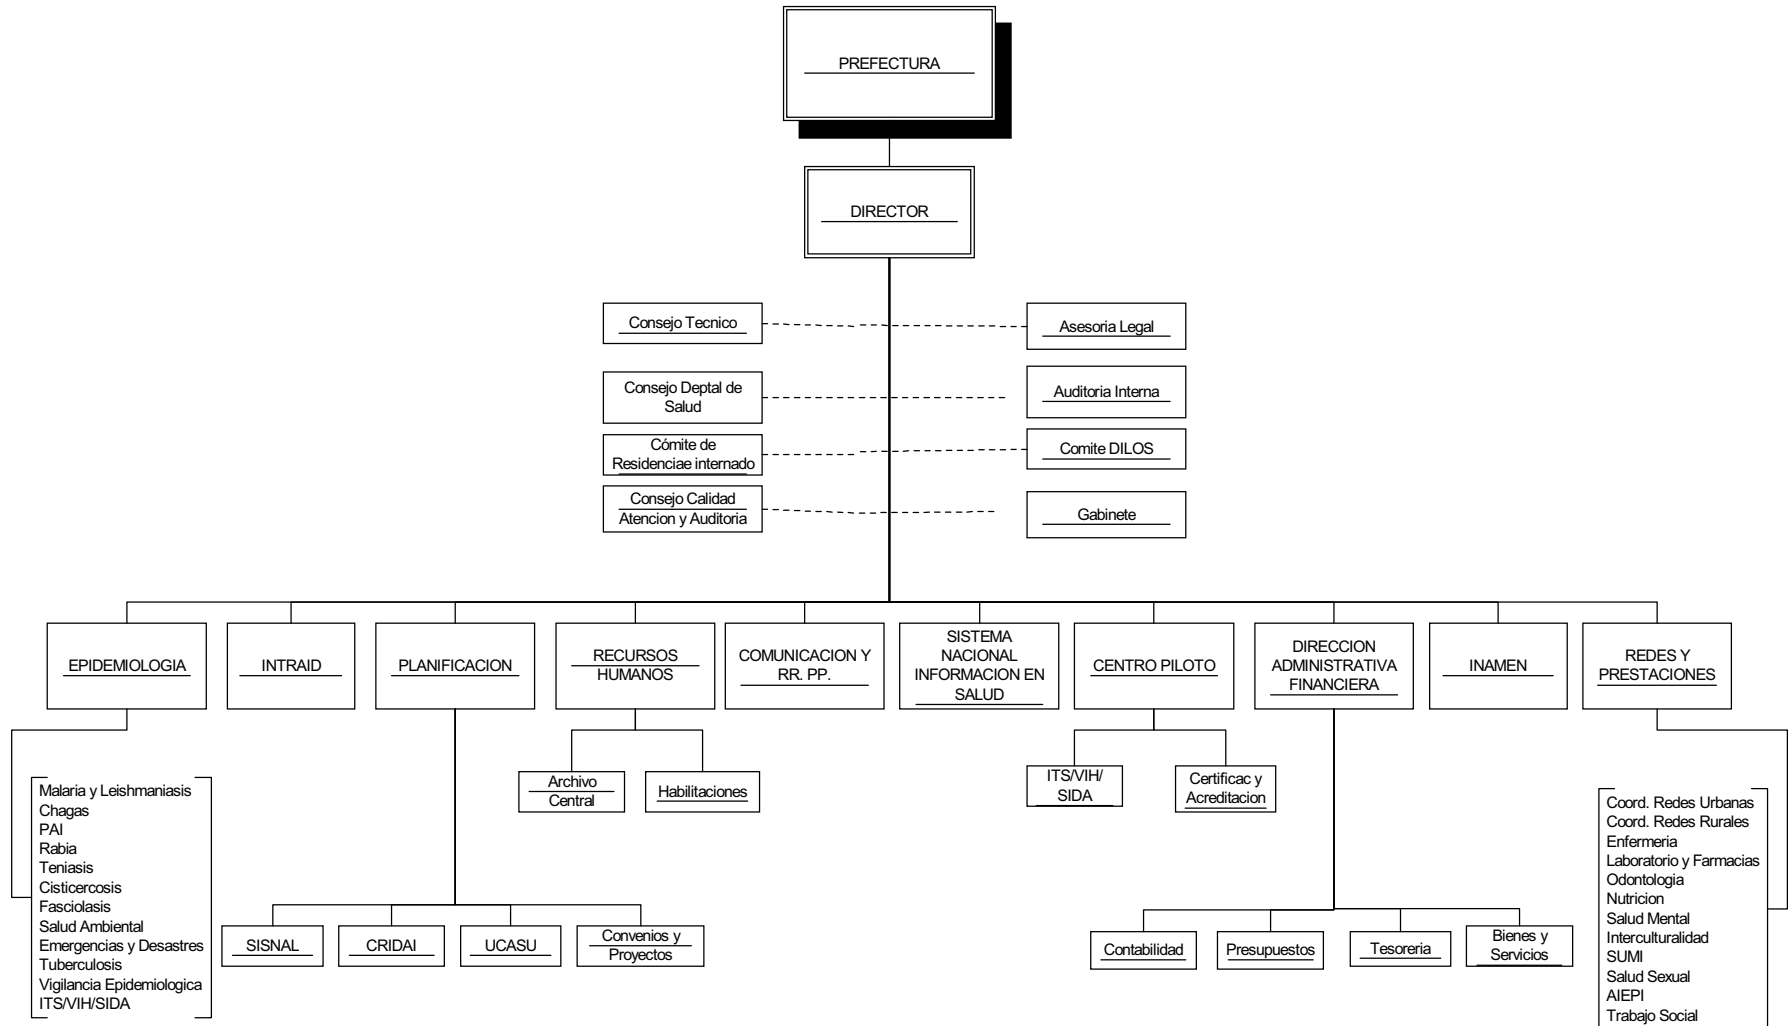 PREFECTURA
DIRECTOR
Consejo Tecnico
Asesoria Legal
Consejo Deptal de
Salud
Auditoria Interna
Cómite de
Residenciae internado
Comite DILOS
Consejo Calidad
Atencion y Auditoria
Gabinete
EPIDEMIOLOGIA
INTRAID
PLANIFICACION
RECURSOS
HUMANOS
COMUNICACION Y
RR. PP.
SISTEMA
NACIONAL
INFORMACION EN
SALUD
CENTRO PILOTO
DIRECCION
ADMINISTRATIVA
FINANCIERA
INAMEN
REDES Y
PRESTACIONES
Malaria y Leishmaniasis
Chagas
PAI
Rabia
Teniasis
Cisticercosis
Fasciolasis
Salud Ambiental
Emergencias y Desastres
Tuberculosis
Vigilancia Epidemiologica
ITS/VIH/SIDA
SISNAL
CRIDAI
UCASU
Convenios y
Proyectos
Archivo
Central
Habilitaciones
ITS/VIH/
SIDA
Certificac y
Acreditacion
Contabilidad
Presupuestos
Tesoreria
Bienes y
Servicios
Coord. Redes Urbanas
Coord. Redes Rurales
Enfermeria
Laboratorio y Farmacias
Odontologia
Nutricion
Salud Mental
Interculturalidad
SUMI
Salud Sexual
AIEPI
Trabajo Social